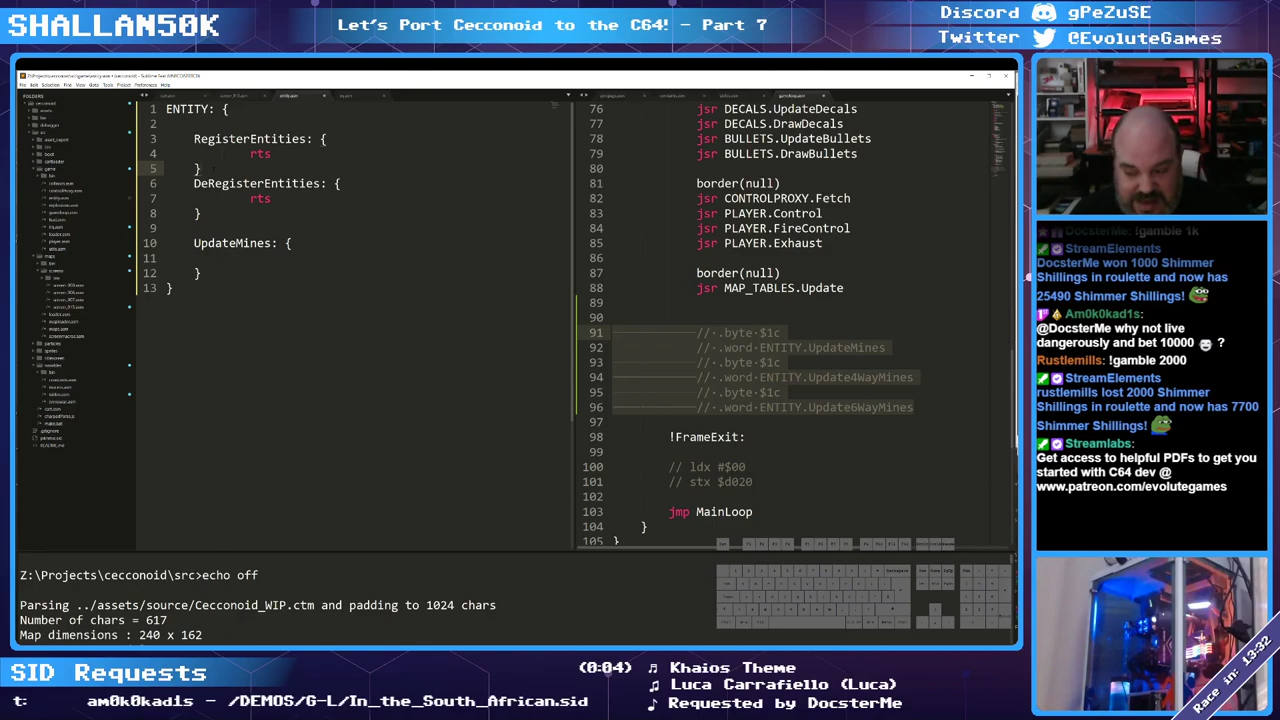 SHALLAN50K
Let's Port Cecconoid to the C64! - Part 7
Discord gPeZuSE
Twitter @EvoluteGames
FOLDERS
1 ENTITY: {
2
3 RegisterEntities: {
4 rts
5 }
6 DeRegisterEntities: {
7 rts
8 }
9
10 UpdateMines: {
11
12 }
13 }
76 jsr DECALS.UpdateDecals
77 jsr DECALS.DrawDecals
78 jsr BULLETS.UpdateBullets
79 jsr BULLETS.DrawBullets
80
81 border(null)
82 jsr CONTROLPROXY.Fetch
83 jsr PLAYER.Control
84 jsr PLAYER.FireControl
85 jsr PLAYER.Exhaust
86
87 border(null)
88 jsr MAP_TABLES.Update
89
90
91 //·.byte·$1c
92 //·.word·ENTITY.UpdateMines
93 //·.byte·$1c
94 //·.word·ENTITY.Update4WayMines
95 //·.byte·$1c
96 //·.word·ENTITY.Update6WayMines
97
98 !FrameExit:
99
100 // ldx #$00
101 // stx $d020
102
103 jmp MainLoop
104 }
105 }
Z:\Projects\cecconoid\src>echo off
Parsing ../assets/source/Cecconoid_WIP.ctm and padding to 1024 chars
Number of chars = 617
Map dimensions : 240 x 162
DocsterMe: !gamble 1k
StreamElements
DocsterMe won 1000 Shimmer
Shillings in roulette and now has
25490 Shimmer Shillings!
Am0k0kad1s:
@DocsterMe why not live
dangerously and bet 10000 ?
Rustlemills: !gamble 2000
StreamElements
rustlemills lost 2000 Shimmer
Shillings in roulette and now has 7700
Shimmer Shillings!
Streamlabs:
Get access to helpful PDFs to get you
started with C64 dev @
www.patreon.com/evolutegames
Race in: 13:32
SID Requests
t: am0k0kad1s - /DEMOS/G-L/In_the_South_African.sid
(0:04) ♫ Khaios Theme
♫ Luca Carrafiello (Luca)
♪ Requested by DocsterMe